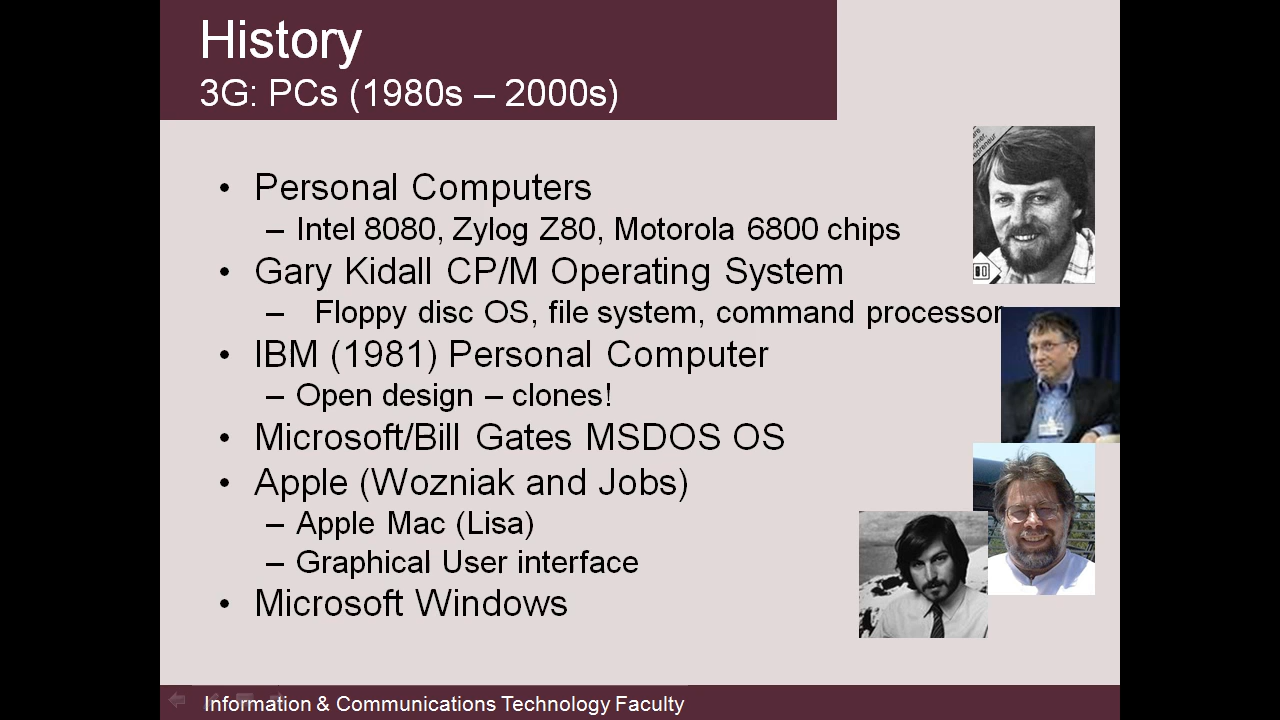 History
3G: PCs (1980s – 2000s)
• Personal Computers
– Intel 8080, Zylog Z80, Motorola 6800 chips
• Gary Kidall CP/M Operating System
– Floppy disc OS, file system, command processor
• IBM (1981) Personal Computer
– Open design – clones!
• Microsoft/Bill Gates MSDOS OS
• Apple (Wozniak and Jobs)
– Apple Mac (Lisa)
– Graphical User interface
• Microsoft Windows
Information & Communications Technology Faculty